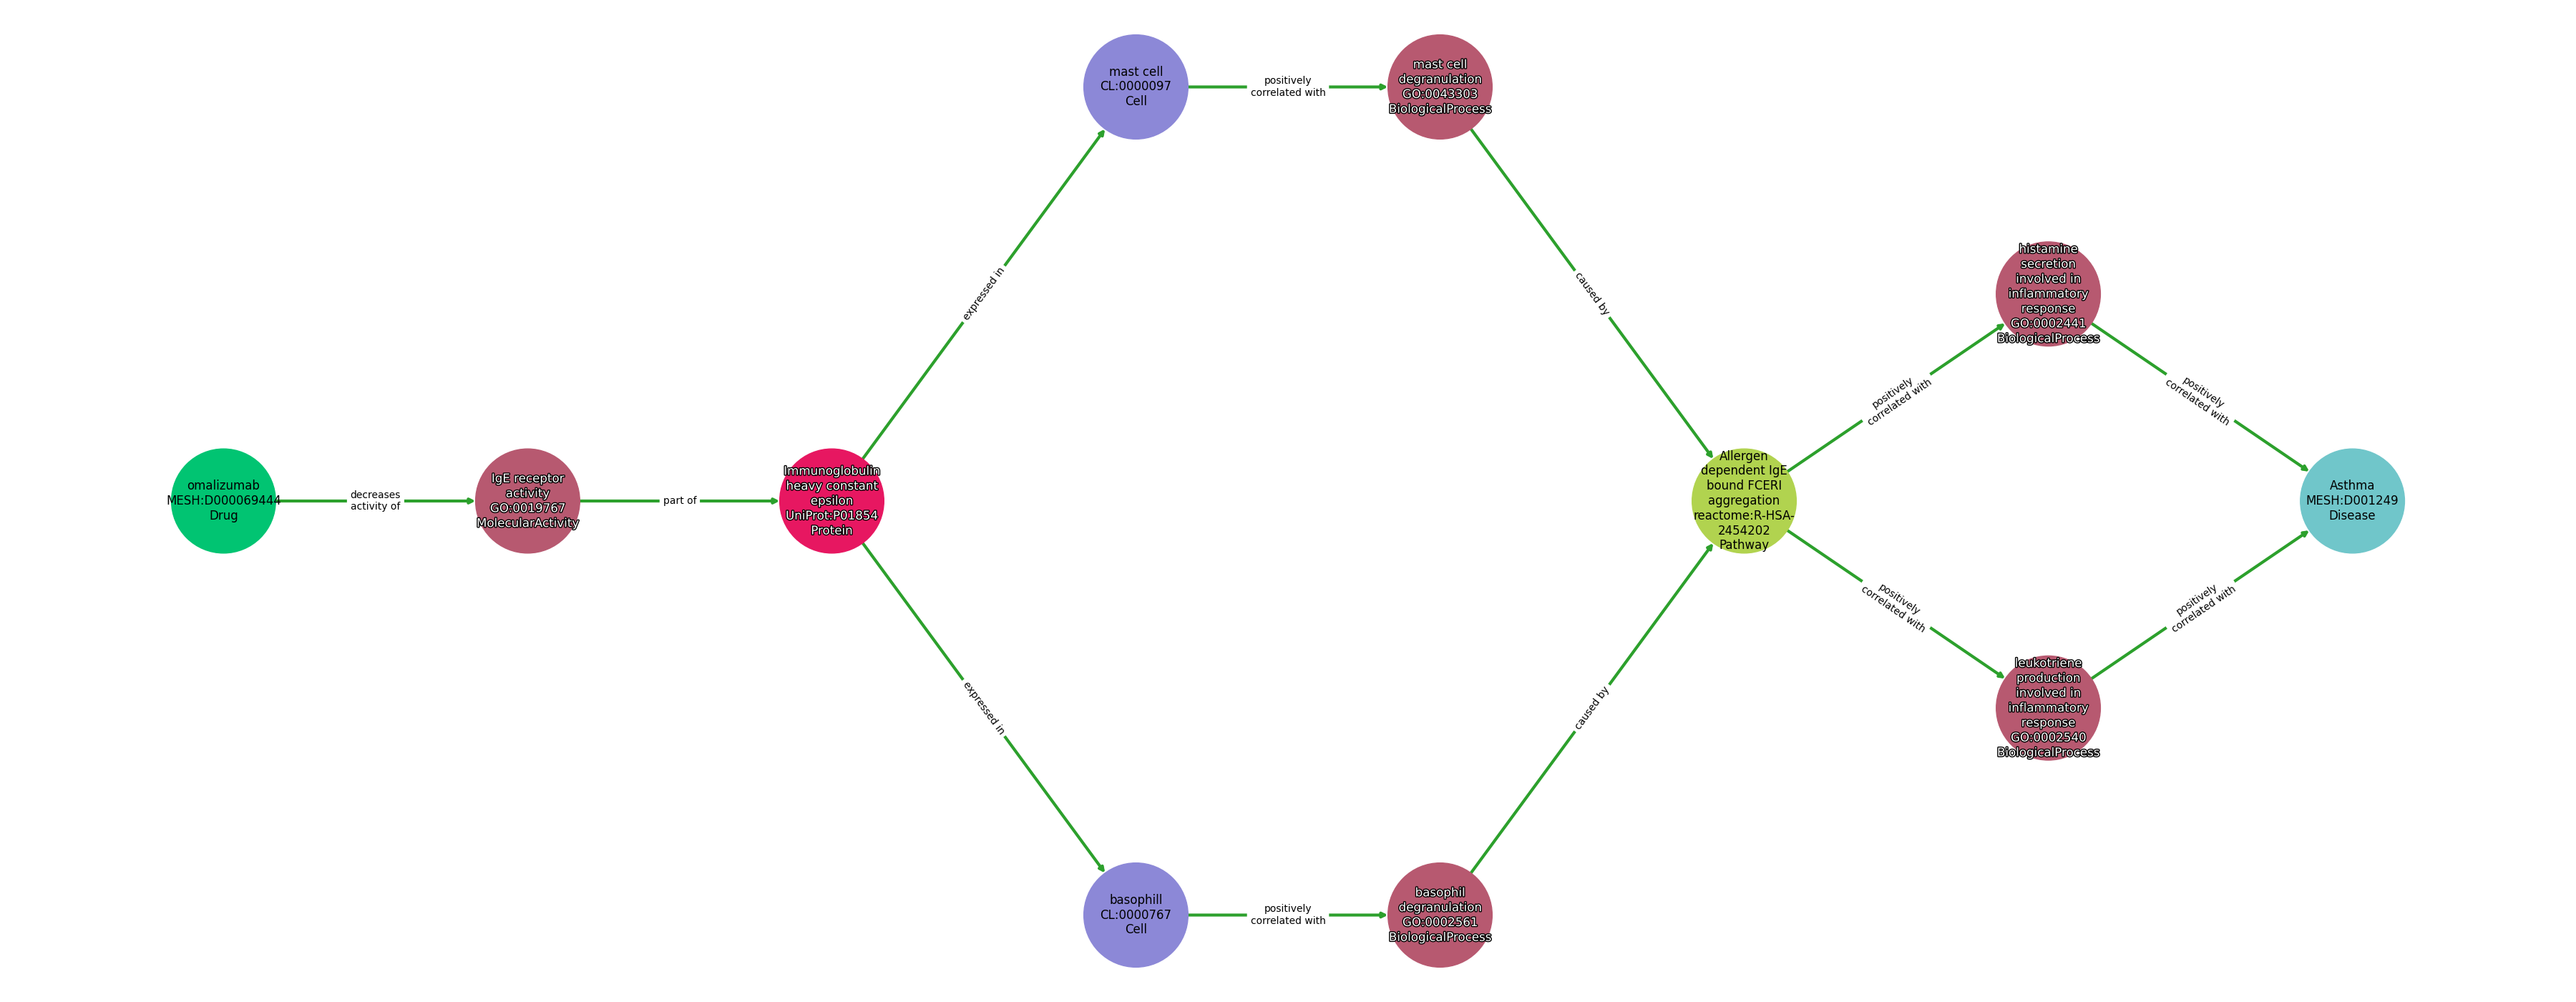 mast cell
CL:0000097
Cell
positively
correlated with
mast cell
degranulation
GO:0043303
BiologicalProcess
expressed in
caused by
histamine
secretion
involved in
inflammatory
response
GO:0002441
BiologicalProcess
positively
correlated with
positively
correlated with
omalizumab
MESH:D000069444
Drug
decreases
activity of
IgE receptor
activity
GO:0019767
MolecularActivity
part of
Immunoglobulin
heavy constant
epsilon
UniProt:P01854
Protein
Allergen
dependent IgE
bound FCERI
aggregation
reactome:R-HSA-
2454202
Pathway
Asthma
MESH:D001249
Disease
positively
correlated with
positively
correlated with
expressed in
caused by
leukotriene
production
involved in
inflammatory
response
GO:0002540
BiologicalProcess
basophill
CL:0000767
Cell
positively
correlated with
basophil
degranulation
GO:0002561
BiologicalProcess